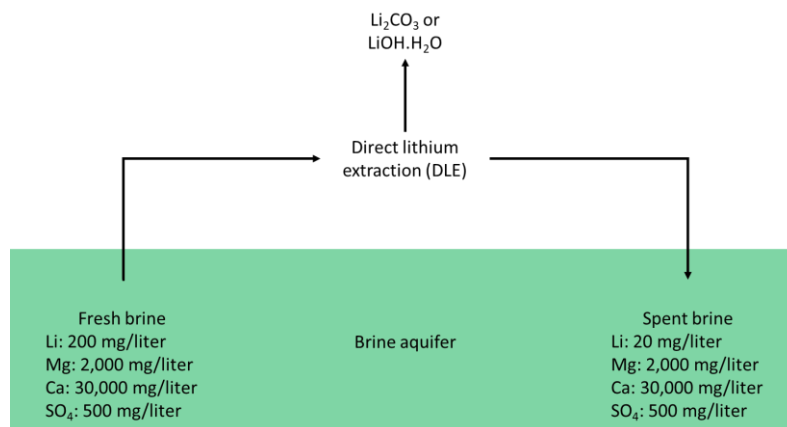 Li₂CO₃ or
LiOH.H₂O
Direct lithium
extraction (DLE)
Fresh brine
Li: 200 mg/liter
Mg: 2,000 mg/liter
Ca: 30,000 mg/liter
SO₄: 500 mg/liter
Brine aquifer
Spent brine
Li: 20 mg/liter
Mg: 2,000 mg/liter
Ca: 30,000 mg/liter
SO₄: 500 mg/liter